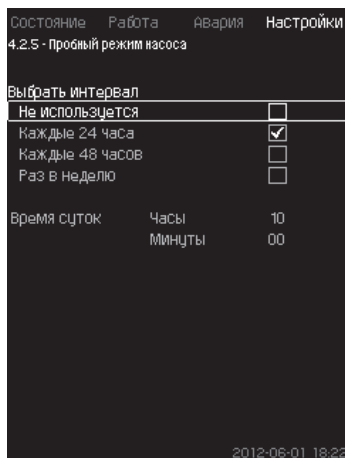 Состояние Работа Авария Настройки
4.2.5 - Пробный режим насоса
Выбрать интервал
Не используется
Каждые 24 часа
Каждые 48 часов
Раз в неделю
Время суток Часы 10
Минуты 00
2012-06-01 18:22